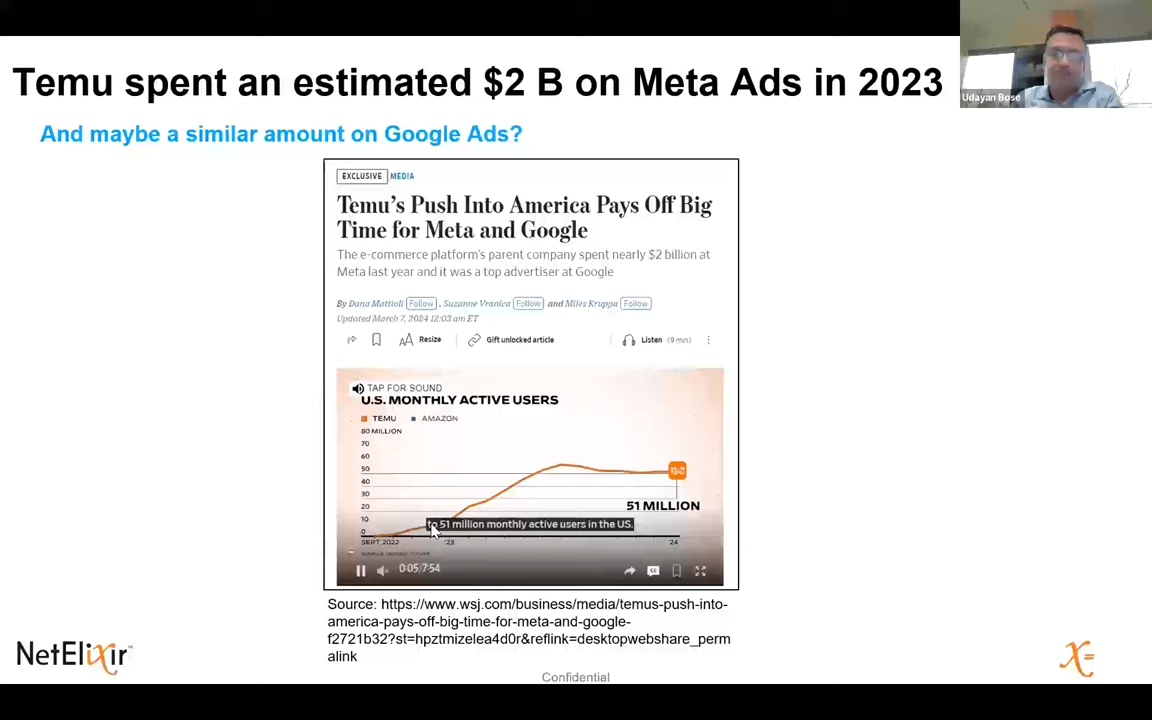 Temu spent an estimated $2 B on Meta Ads in 2023
Udayan Bose
And maybe a similar amount on Google Ads?
EXCLUSIVE MEDIA
Temu's Push Into America Pays Off Big
Time for Meta and Google
The e-commerce platform's parent company spent nearly $2 billion at
Meta last year and it was a top advertiser at Google
By Dana Mattioli Follow , Suzanne Vranica Follow and Miles Kruppa Follow
Updated March 7, 2024 12:03 am ET
AA Resize Gift unlocked article Listen (9 min)
TAP FOR SOUND
U.S. MONTHLY ACTIVE USERS
TEMU AMAZON
80 MILLION
70
60
50
40
30
20
10
0
51 MILLION
to 51 million monthly active users in the US.
SEPT. 2022 '23 '24
0:05/7:54
Source: https://www.wsj.com/business/media/temus-push-into-
america-pays-off-big-time-for-meta-and-google-
f2721b32?st=hpztmizelea4d0r&reflink=desktopwebshare_perm
alink
NetElixir
X=
Confidential